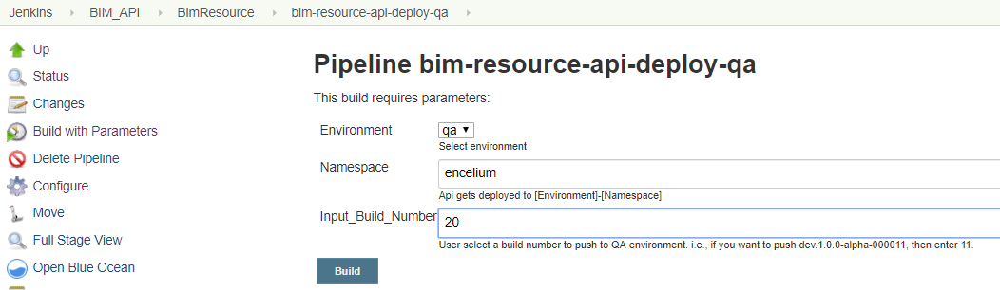 Jenkins BIM_API BimResource bim-resource-api-deploy-qa
Up
Status
Changes
Build with Parameters
Delete Pipeline
Configure
Move
Full Stage View
Open Blue Ocean
Pipeline bim-resource-api-deploy-qa
This build requires parameters:
Environment qa
Select environment
Namespace encelium
Api gets deployed to [Environment]-[Namespace]
Input_Build_Number 20
User select a build number to push to QA environment. i.e., if you want to push dev.1.0.0-alpha-000011, then enter 11.
Build